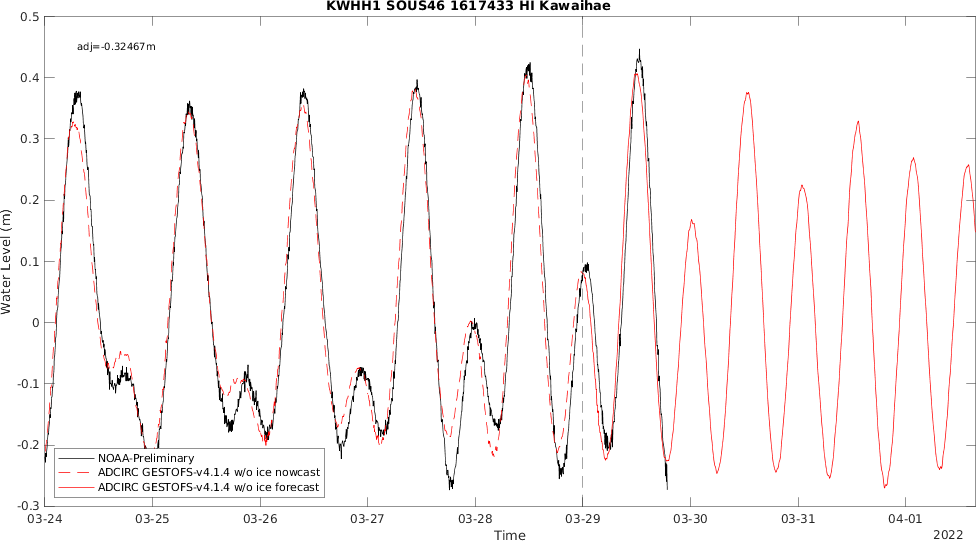 KWHH1 SOUS46 1617433 HI Kawaihae
adj=-0.32467m
Water Level (m)
0.5
0.4
0.3
0.2
0.1
0
-0.1
-0.2
-0.3
NOAA-Preliminary
ADCIRC GESTOFS-v4.1.4 w/o ice nowcast
ADCIRC GESTOFS-v4.1.4 w/o ice forecast
03-24 03-25 03-26 03-27 03-28 03-29 03-30 03-31 04-01
Time
2022